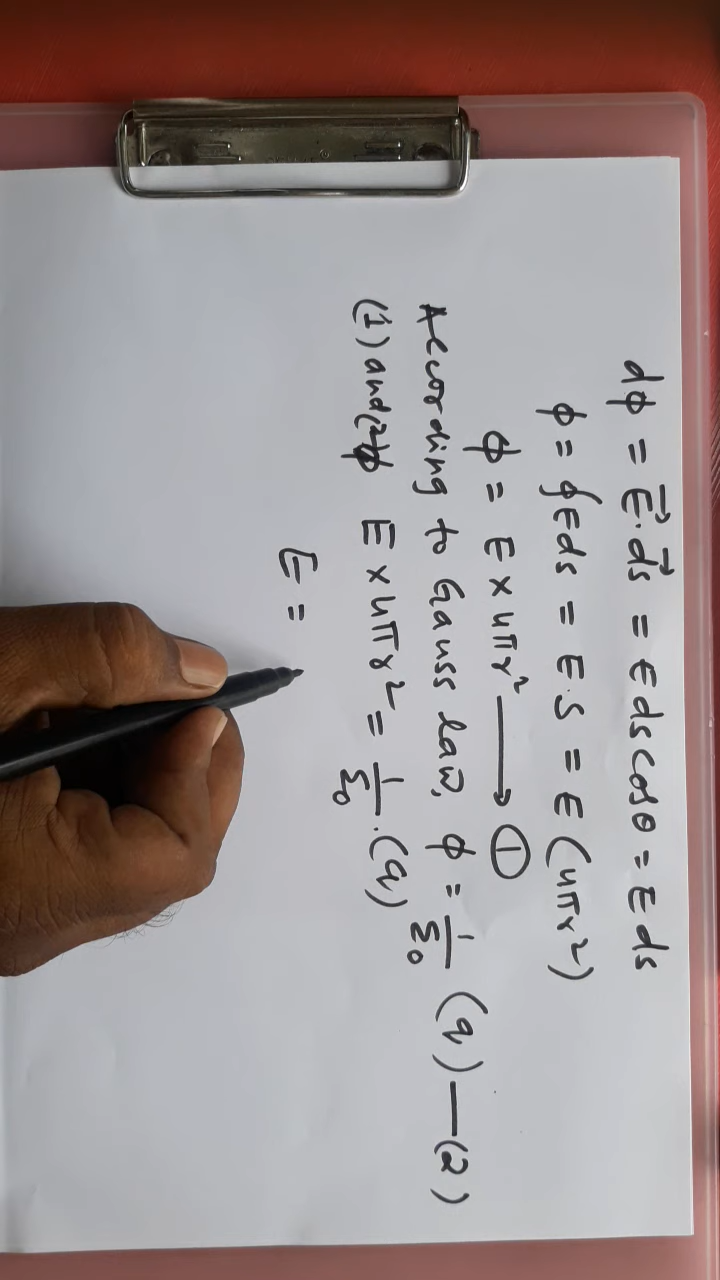 dφ = E⃗.ds⃗ = E ds cosθ = E ds
φ = ∮Eds = E.S = E (4πr²)
φ = E × 4πr² ⟶ ①
According to Gauss law, φ = 1/ε₀ (q) — (2)
(1) and (2) E × 4πr² = 1/ε₀ .(q)
E =